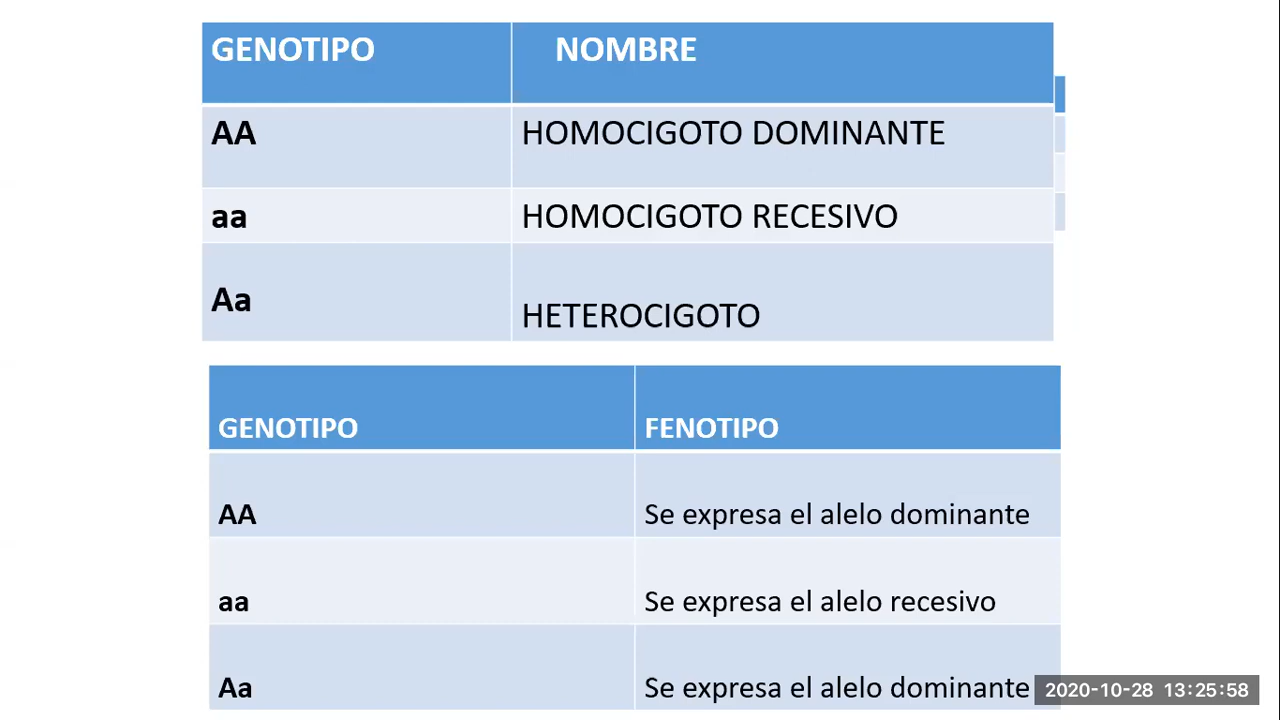 GENOTIPO NOMBRE
AA HOMOCIGOTO DOMINANTE
aa HOMOCIGOTO RECESIVO
Aa HETEROCIGOTO
GENOTIPO FENOTIPO
AA Se expresa el alelo dominante
aa Se expresa el alelo recesivo
Aa Se expresa el alelo dominante
2020-10-28 13:25:58